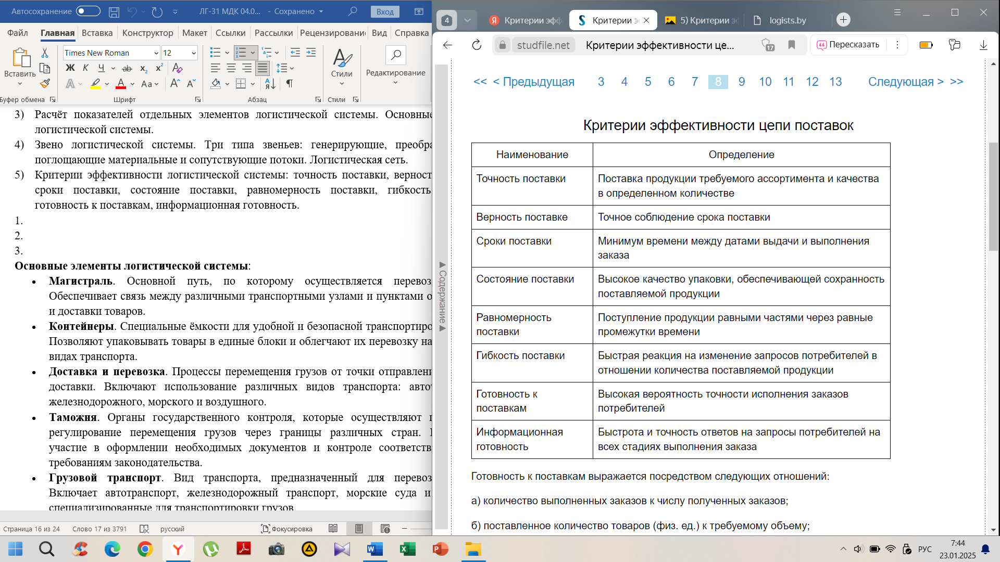 Автосохранение
ЛГ-31 МДК 04.0... - Сохранено
Вход
Файл Главная Вставка Конструктор Макет Ссылки Рассылки Рецензировани Вид Справка
Вставить
Times New Roman 12
Ж К Ч ab x₂ x²
A A Aa A A
Стили
Редактирование
Буфер обмена Шрифт Абзац Стили
3) Расчёт показателей отдельных элементов логистической системы. Основные
логистической системы.
4) Звено логистической системы. Три типа звеньев: генерирующие, преобра
поглощающие материальные и сопутствующие потоки. Логистическая сеть.
5) Критерии эффективности логистической системы: точность поставки, верност
сроки поставки, состояние поставки, равномерность поставки, гибкость
готовность к поставкам, информационная готовность.
1.
2.
3.
Основные элементы логистической системы:
• Магистраль. Основной путь, по которому осуществляется перевоз
Обеспечивает связь между различными транспортными узлами и пунктами о
и доставки товаров.
• Контейнеры. Специальные ёмкости для удобной и безопасной транспортиро
Позволяют упаковывать товары в единые блоки и облегчают их перевозку на
видах транспорта.
• Доставка и перевозка. Процессы перемещения грузов от точки отправлени
доставки. Включают использование различных видов транспорта: авто
железнодорожного, морского и воздушного.
• Таможня. Органы государственного контроля, которые осуществляют
регулирование перемещения грузов через границы различных стран.
участие в оформлении необходимых документов и контроле соответств
требованиям законодательства.
• Грузовой транспорт. Вид транспорта, предназначенный для перевоз
Включает автотранспорт, железнодорожный транспорт, морские суда и
специализированные для транспортировки грузов.
Страница 16 из 24 Слово 17 из 3791 русский Фокусировка
4 Критерии эфф Критерии э 5) Критерии э logists.by
studfile.net Критерии эффективности це... 17 Пересказать
<< < Предыдущая 3 4 5 6 7 8 9 10 11 12 13 Следующая > >>
Содержание
Критерии эффективности цепи поставок
Наименование Определение
Точность поставки Поставка продукции требуемого ассортимента и качества
в определенном количестве
Верность поставке Точное соблюдение срока поставки
Сроки поставки Минимум времени между датами выдачи и выполнения
заказа
Состояние поставки Высокое качество упаковки, обеспечивающей сохранность
поставляемой продукции
Равномерность Поступление продукции равными частями через равные
поставки промежутки времени
Гибкость поставки Быстрая реакция на изменение запросов потребителей в
отношении количества поставляемой продукции
Готовность к Высокая вероятность точности исполнения заказов
поставкам потребителей
Информационная Быстрота и точность ответов на запросы потребителей на
готовность всех стадиях выполнения заказа
Готовность к поставкам выражается посредством следующих отношений:
а) количество выполненных заказов к числу полученных заказов;
б) поставленное количество товаров (физ. ед.) к требуемому объему;
РУС 7:44
23.01.2025